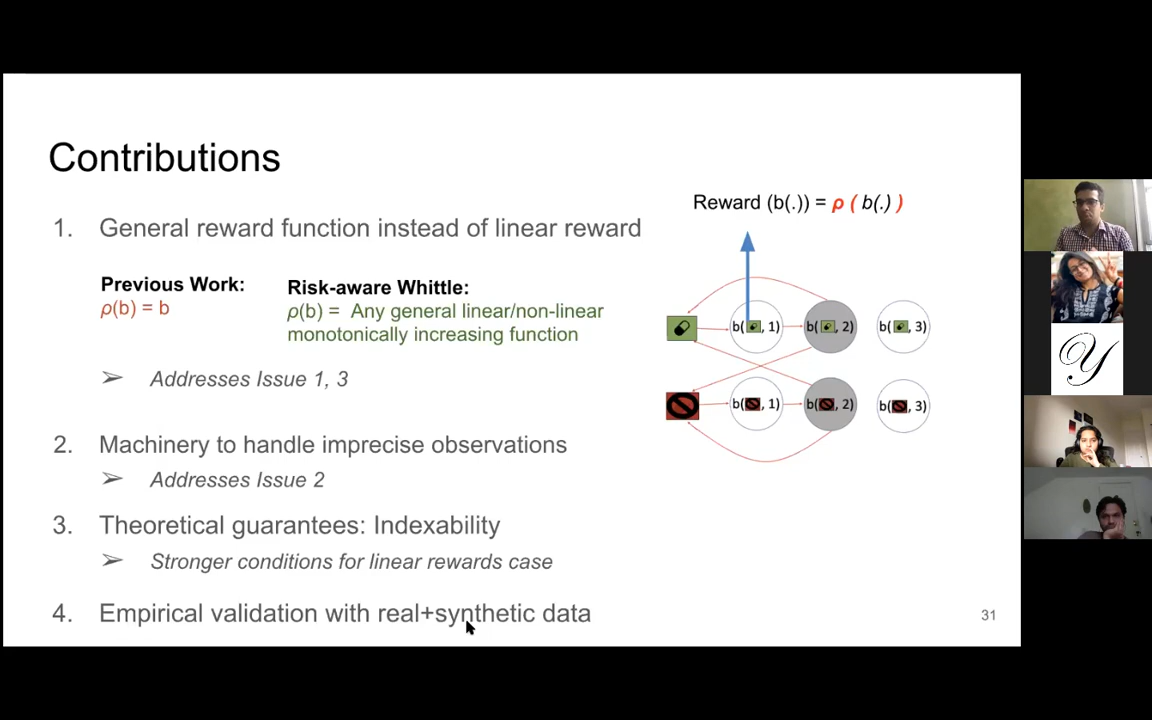 Contributions
1. General reward function instead of linear reward
Previous Work:
ρ(b) = b
Risk-aware Whittle:
ρ(b) = Any general linear/non-linear
monotonically increasing function
➢ Addresses Issue 1, 3
2. Machinery to handle imprecise observations
➢ Addresses Issue 2
3. Theoretical guarantees: Indexability
➢ Stronger conditions for linear rewards case
4. Empirical validation with real+synthetic data
Reward (b(.)) = ρ ( b(.) )
b( , 1) b( , 2) b( , 3)
b( , 1) b( , 2) b( , 3)
31
Y